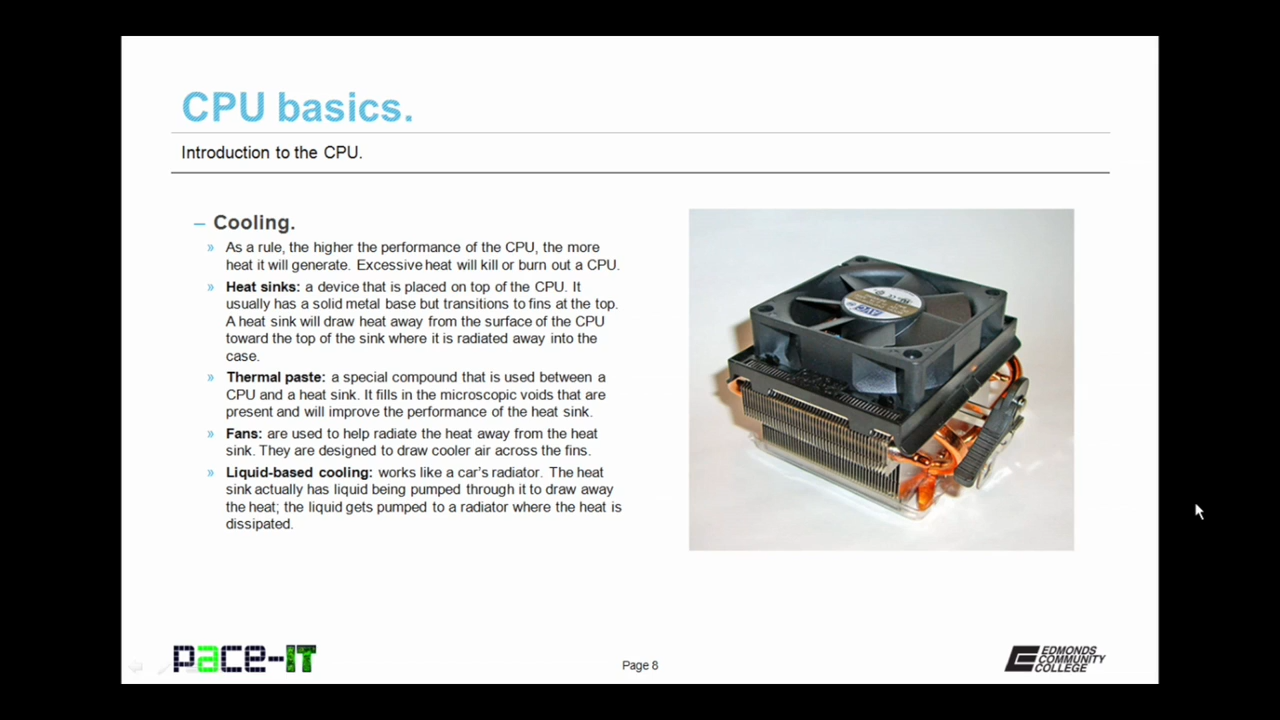 CPU basics.
Introduction to the CPU.
– Cooling.
» As a rule, the higher the performance of the CPU, the more
heat it will generate. Excessive heat will kill or burn out a CPU.
» Heat sinks: a device that is placed on top of the CPU. It
usually has a solid metal base but transitions to fins at the top.
A heat sink will draw heat away from the surface of the CPU
toward the top of the sink where it is radiated away into the
case.
» Thermal paste: a special compound that is used between a
CPU and a heat sink. It fills in the microscopic voids that are
present and will improve the performance of the heat sink.
» Fans: are used to help radiate the heat away from the heat
sink. They are designed to draw cooler air across the fins.
» Liquid-based cooling: works like a car's radiator. The heat
sink actually has liquid being pumped through it to draw away
the heat; the liquid gets pumped to a radiator where the heat is
dissipated.
pace-IT
Page 8
EDMONDS
COMMUNITY
COLLEGE